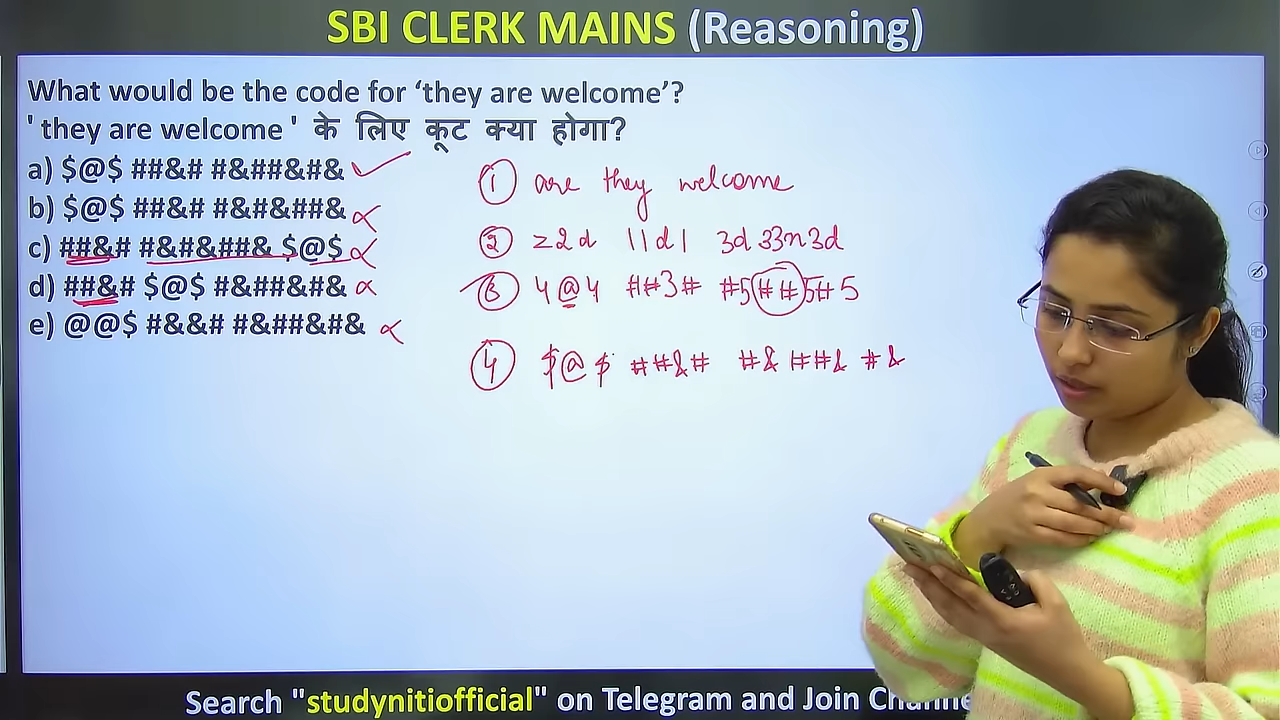 SBI CLERK MAINS (Reasoning)
What would be the code for ‘they are welcome’?
' they are welcome ' के लिए कूट क्या होगा?
a) $@$ ##&# #&##&#&
b) $@$ ##&# #&#&##&
c) ##&# #&#&##& $@$
d) ##&# $@$ #&##&#&
e) @@$ #&&# #&##&#&
1 are they welcome
2 z2d 11d1 3d33n3d
3 4@4 ##3# #5##5#5
4 $@$ ##&# #&##&#&
Search "studynitiofficial" on Telegram and Join